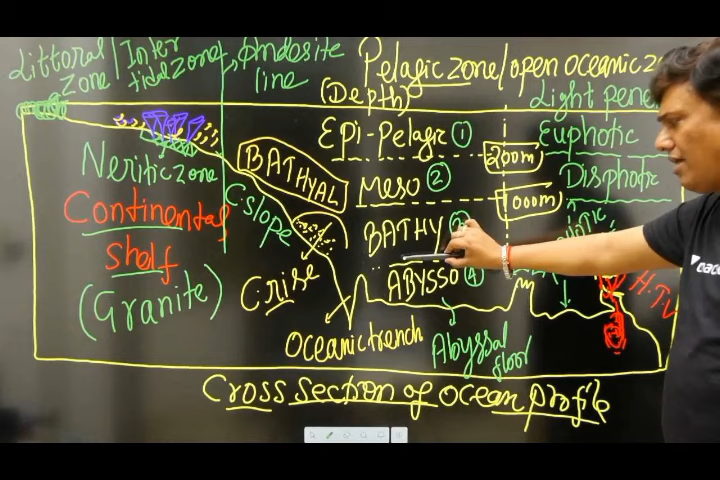 Littoral Zone / Inter tidal zone
Andesite line
Pelagic zone/open oceanic zo
(Depth)
Light pene
Epi-Pelagic ①
200m
Euphotic
BATHYAL
Meso ②
1000m
Disphotic
Neritic zone
Continental
Shelf
(Granite)
C-slope
BATHY
Crise
ABYSSO ④
H.T.V
Oceanic trench
Abyssal floor
Cross section of ocean profile